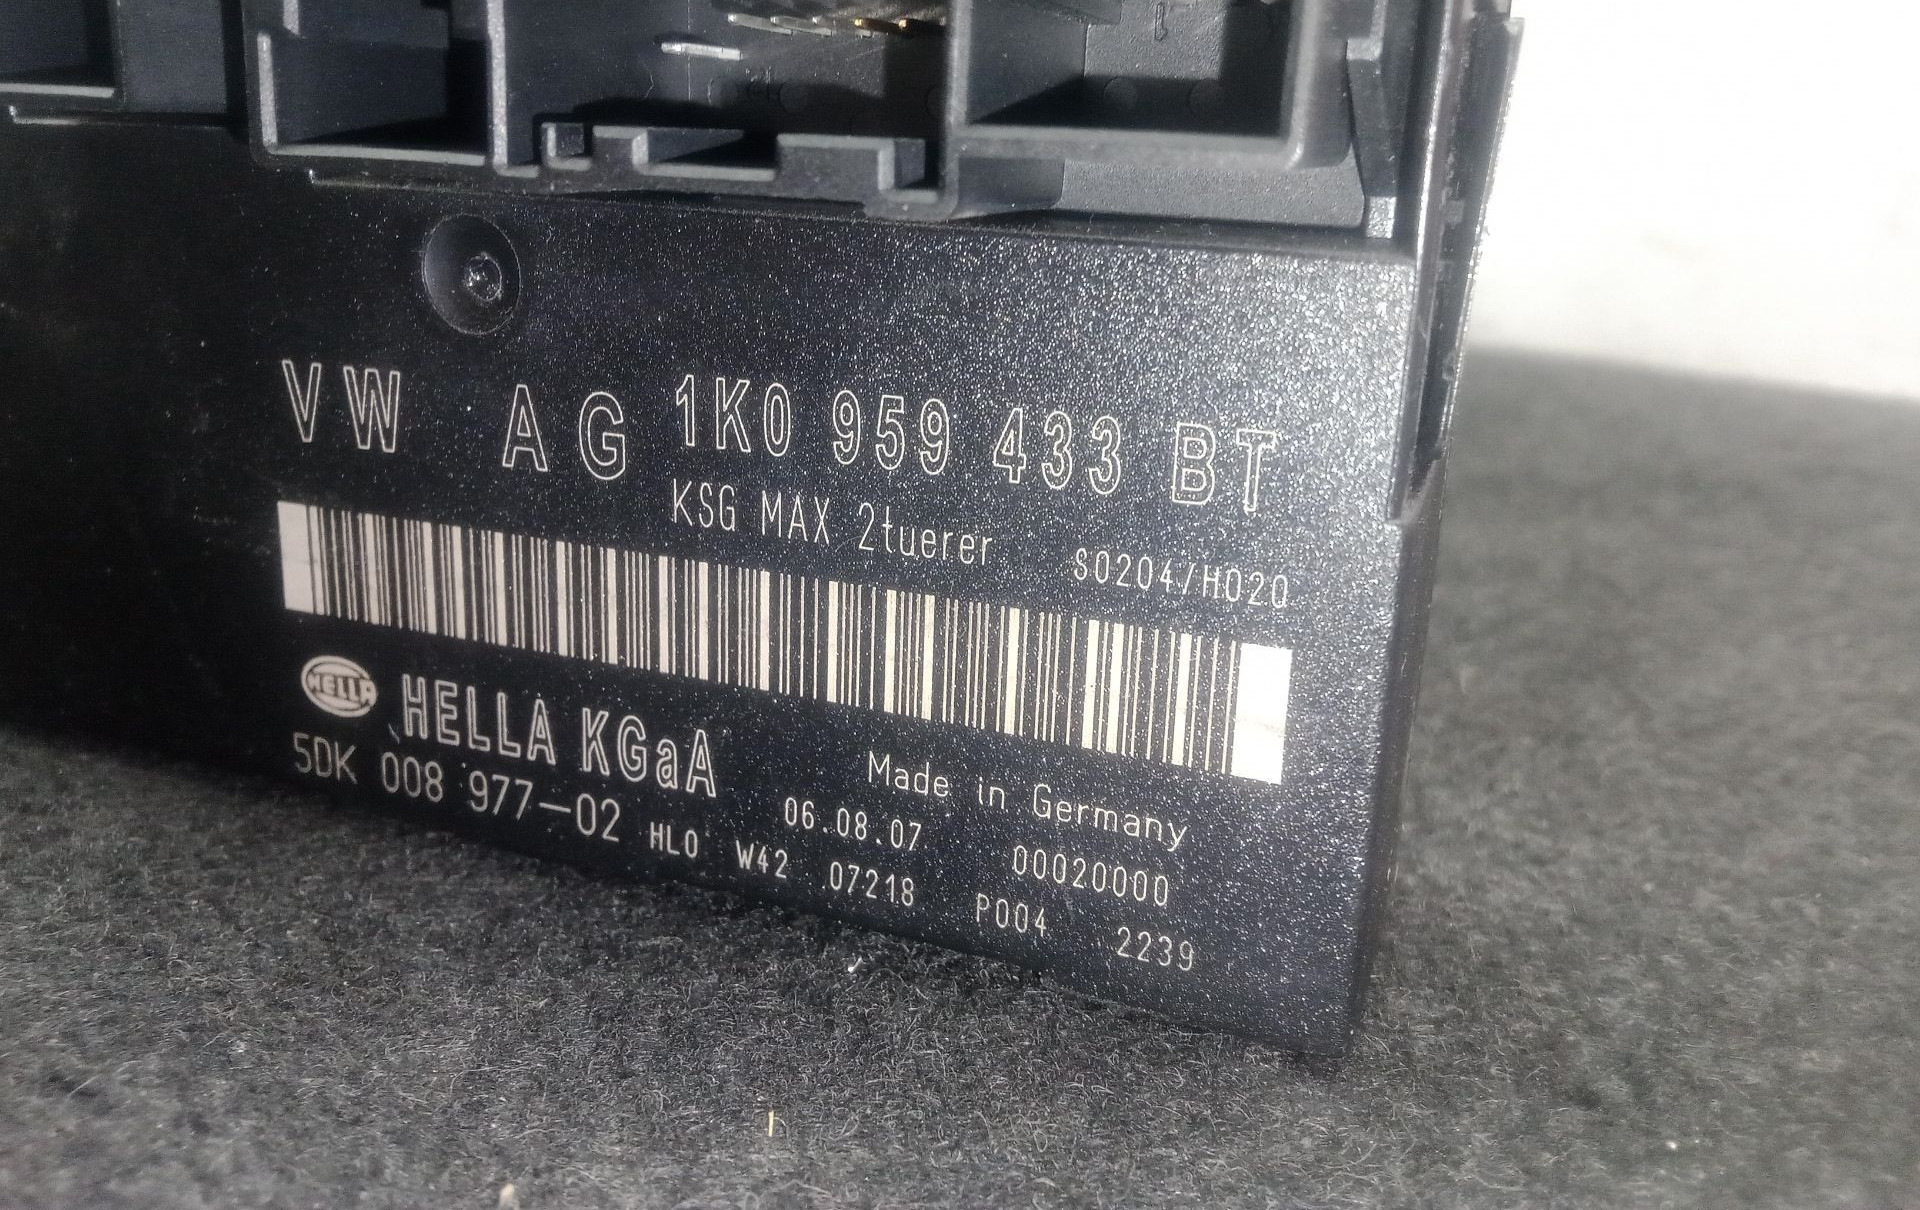 VW AG 1K0 959 433 BT
KSG MAX 2tuerer S0204/H020
HELLA HELLA KGaA Made in Germany
5DK 008 977-02 06.08.07 00020000
HL0 W42 07218 P004 2239